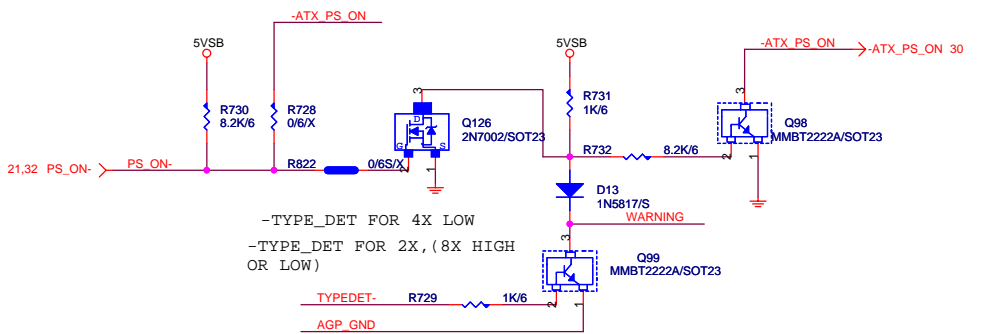 -ATX_PS_ON
5VSB
5VSB
-ATX_PS_ON
-ATX_PS_ON 30
R730
8.2K/6
R728
0/6/X
3
D
G
S
2
1
Q126
2N7002/SOT23
R731
1K/6
3
Q98
MMBT2222A/SOT23
2
1
21,32 PS_ON-
PS_ON-
R822
0/6S/X
R732
8.2K/6
D13
1N5817/S
WARNING
-TYPE_DET FOR 4X LOW
-TYPE_DET FOR 2X,(8X HIGH
OR LOW)
3
Q99
MMBT2222A/SOT23
2
1
TYPEDET-
R729
1K/6
AGP_GND